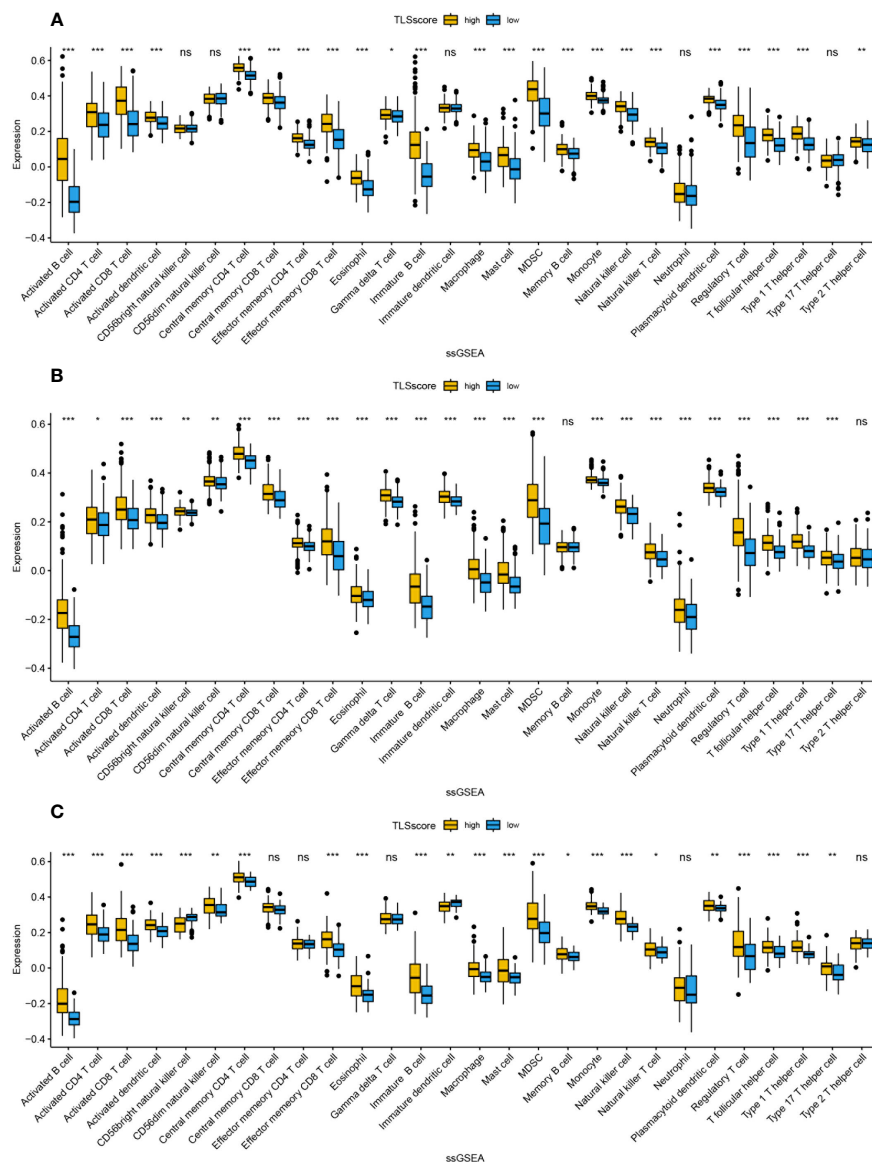 A
TLSscore high low
*** *** *** *** ns ns *** *** *** *** *** * *** ns *** *** *** *** *** *** *** ns *** *** *** *** ns **
0.6
0.4
0.2
0.0
−0.2
−0.4
Expression
Activated B cell
Activated CD4 T cell
Activated CD8 T cell
Activated dendritic cell
CD56bright natural killer cell
CD56dim natural killer cell
Central memory CD4 T cell
Central memory CD8 T cell
Effector memeory CD4 T cell
Effector memeory CD8 T cell
Eosinophil
Gamma delta T cell
Immature B cell
Immature dendritic cell
Macrophage
Mast cell
MDSC
Memory B cell
Monocyte
Natural killer cell
Natural killer T cell
Neutrophil
Plasmacytoid dendritic cell
Regulatory T cell
T follicular helper cell
Type 1 T helper cell
Type 17 T helper cell
Type 2 T helper cell
ssGSEA
B
TLSscore high low
*** * *** *** ** ** *** *** *** *** *** *** *** *** *** *** *** ns *** *** *** *** *** *** *** *** *** ns
0.6
0.4
0.2
0.0
−0.2
−0.4
Expression
Activated B cell
Activated CD4 T cell
Activated CD8 T cell
Activated dendritic cell
CD56bright natural killer cell
CD56dim natural killer cell
Central memory CD4 T cell
Central memory CD8 T cell
Effector memeory CD4 T cell
Effector memeory CD8 T cell
Eosinophil
Gamma delta T cell
Immature B cell
Immature dendritic cell
Macrophage
Mast cell
MDSC
Memory B cell
Monocyte
Natural killer cell
Natural killer T cell
Neutrophil
Plasmacytoid dendritic cell
Regulatory T cell
T follicular helper cell
Type 1 T helper cell
Type 17 T helper cell
Type 2 T helper cell
ssGSEA
C
TLSscore high low
*** *** *** *** *** ** *** ns ns *** *** ns *** ** *** *** *** * *** *** * ns ** *** *** *** ** ns
0.6
0.4
0.2
0.0
−0.2
−0.4
Expression
Activated B cell
Activated CD4 T cell
Activated CD8 T cell
Activated dendritic cell
CD56bright natural killer cell
CD56dim natural killer cell
Central memory CD4 T cell
Central memory CD8 T cell
Effector memeory CD4 T cell
Effector memeory CD8 T cell
Eosinophil
Gamma delta T cell
Immature B cell
Immature dendritic cell
Macrophage
Mast cell
MDSC
Memory B cell
Monocyte
Natural killer cell
Natural killer T cell
Neutrophil
Plasmacytoid dendritic cell
Regulatory T cell
T follicular helper cell
Type 1 T helper cell
Type 17 T helper cell
Type 2 T helper cell
ssGSEA